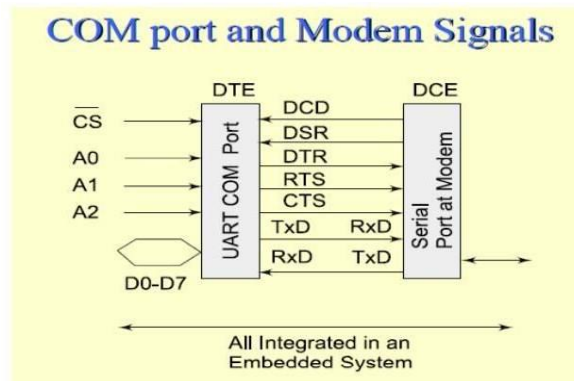 COM port and Modem Signals
DTE DCE
CS
A0
A1
A2
D0-D7
UART COM Port
DCD
DSR
DTR
RTS
CTS
TxD RxD
RxD TxD
Serial
Port at Modem
All Integrated in an
Embedded System